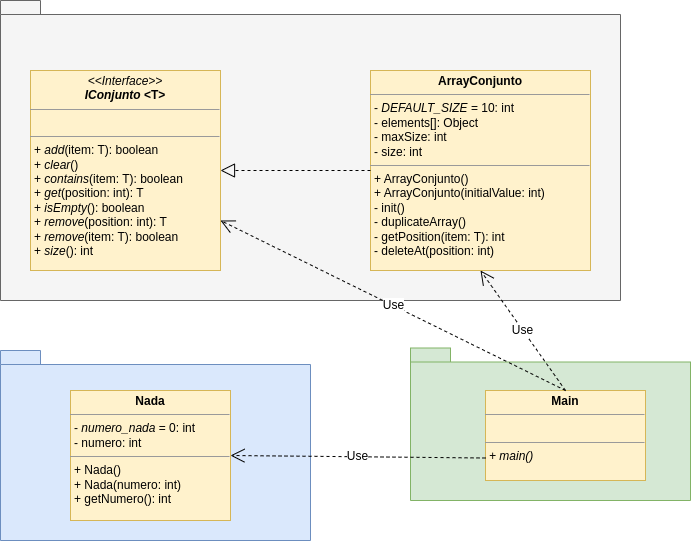 <<Interface>>
IConjunto <T>
+ add(item: T): boolean
+ clear()
+ contains(item: T): boolean
+ get(position: int): T
+ isEmpty(): boolean
+ remove(position: int): T
+ remove(item: T): boolean
+ size(): int
ArrayConjunto
- DEFAULT_SIZE = 10: int
- elements[]: Object
- maxSize: int
- size: int
+ ArrayConjunto()
+ ArrayConjunto(initialValue: int)
- init()
- duplicateArray()
- getPosition(item: T): int
- deleteAt(position: int)
Use
Use
Nada
- numero_nada = 0: int
- numero: int
+ Nada()
+ Nada(numero: int)
+ getNumero(): int
Use
Main
+ main()